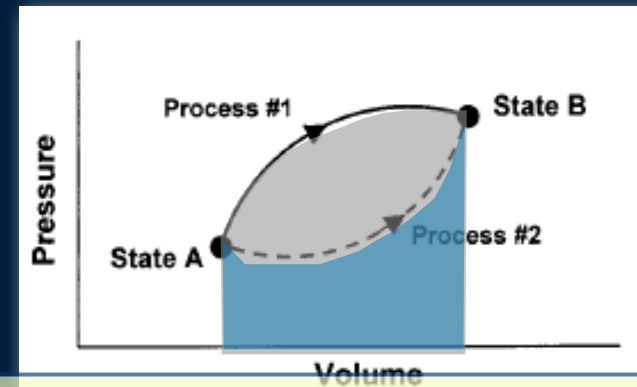 Process #1
State B
Pressure
State A
Process #2
Volume